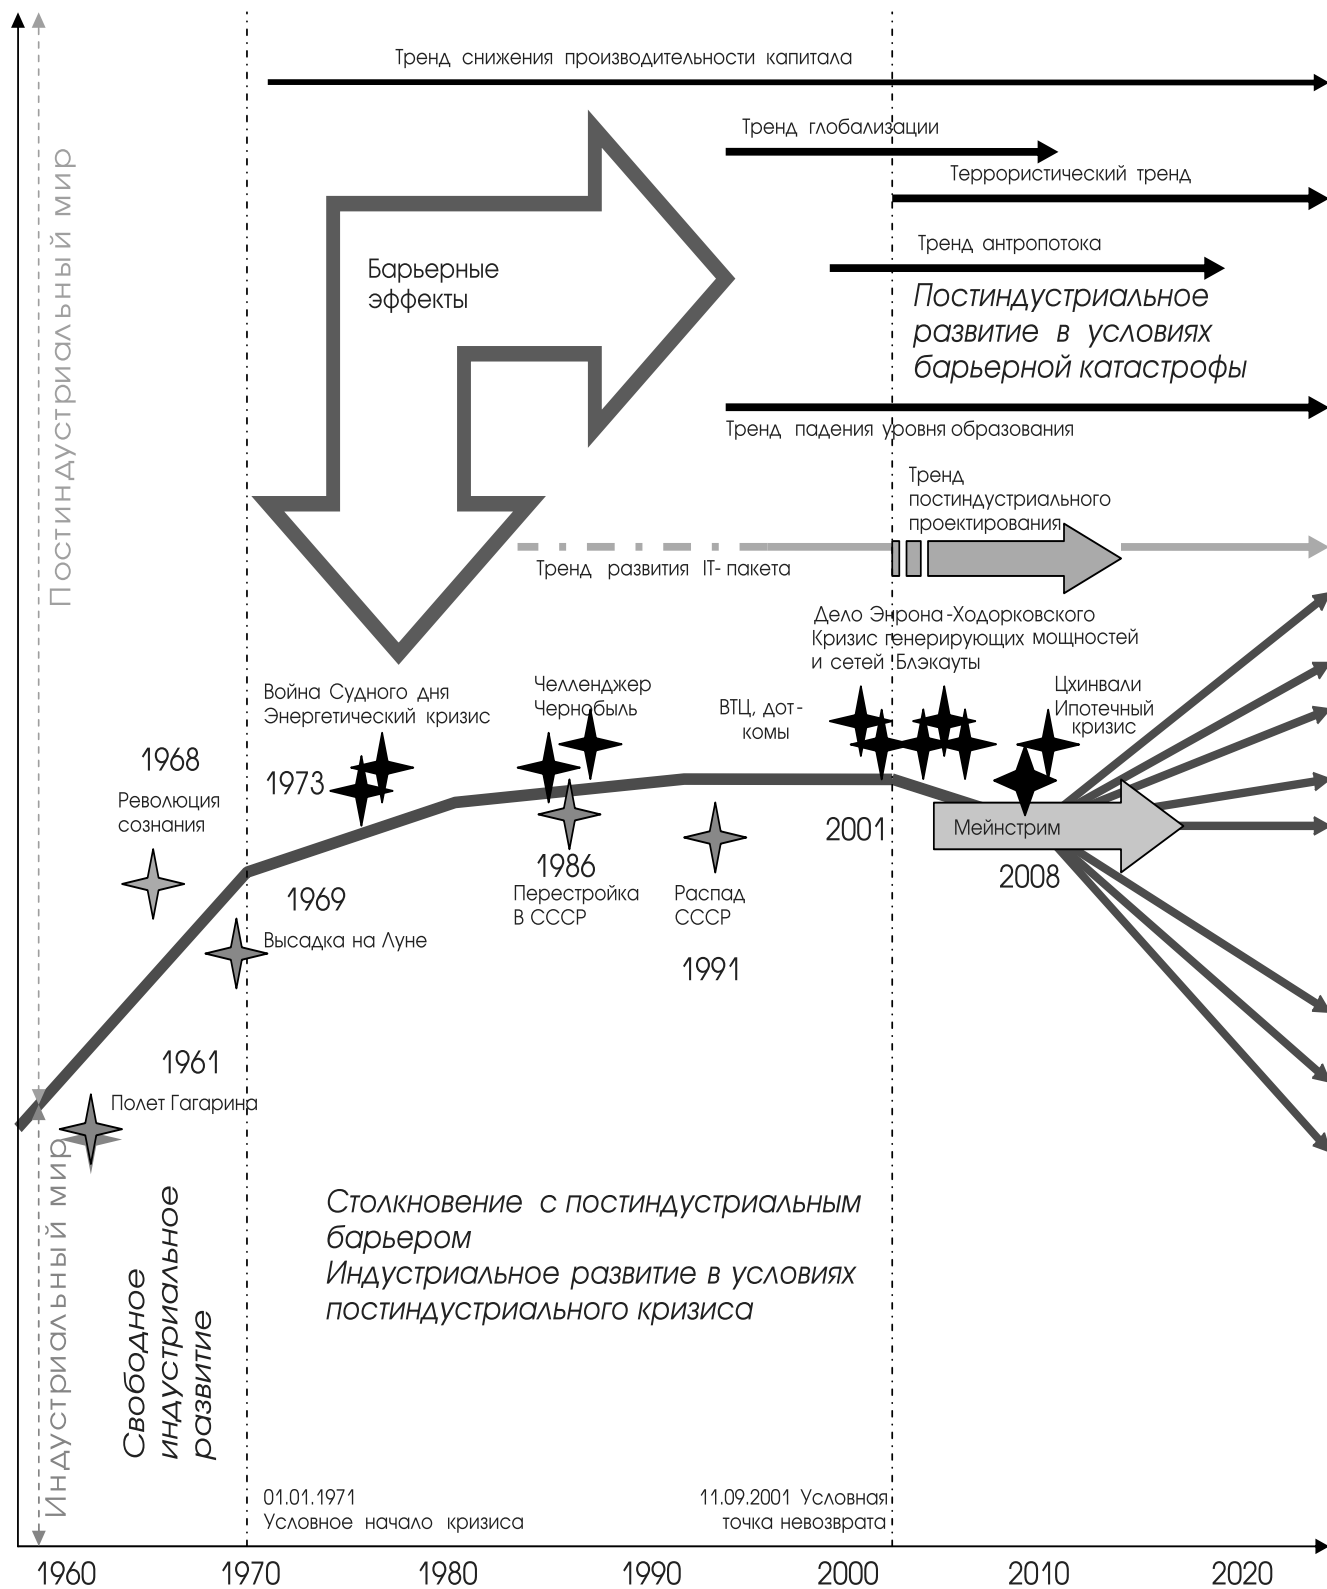 Тренд снижения производительности капитала
Тренд глобализации
Террористический тренд
Тренд антропотока
Барьерные
эффекты
Постиндустриальное
развитие в условиях
барьерной катастрофы
Тренд падения уровня образования
Тренд
постиндустриального
проектирования
Тренд развития IT-пакета
Постиндустриальный мир
Дело Энрона-Ходорковского
Кризис генерирующих мощностей
и сетей Блэкауты
Война Судного дня
Энергетический кризис
1973
Челленджер
Чернобыль
ВТЦ, дот-
комы
Цхинвали
Ипотечный
кризис
1968
Революция
сознания
2001
Мейнстрим
2008
1969
Высадка на Луне
1986
Перестройка
В СССР
Распад
СССР
1991
1961
Полет Гагарина
Индустриальный мир
Свободное
индустриальное
развитие
Столкновение с постиндустриальным
барьером
Индустриальное развитие в условиях
постиндустриального кризиса
01.01.1971
Условное начало кризиса
11.09.2001 Условная
точка невозврата
1960 1970 1980 1990 2000 2010 2020